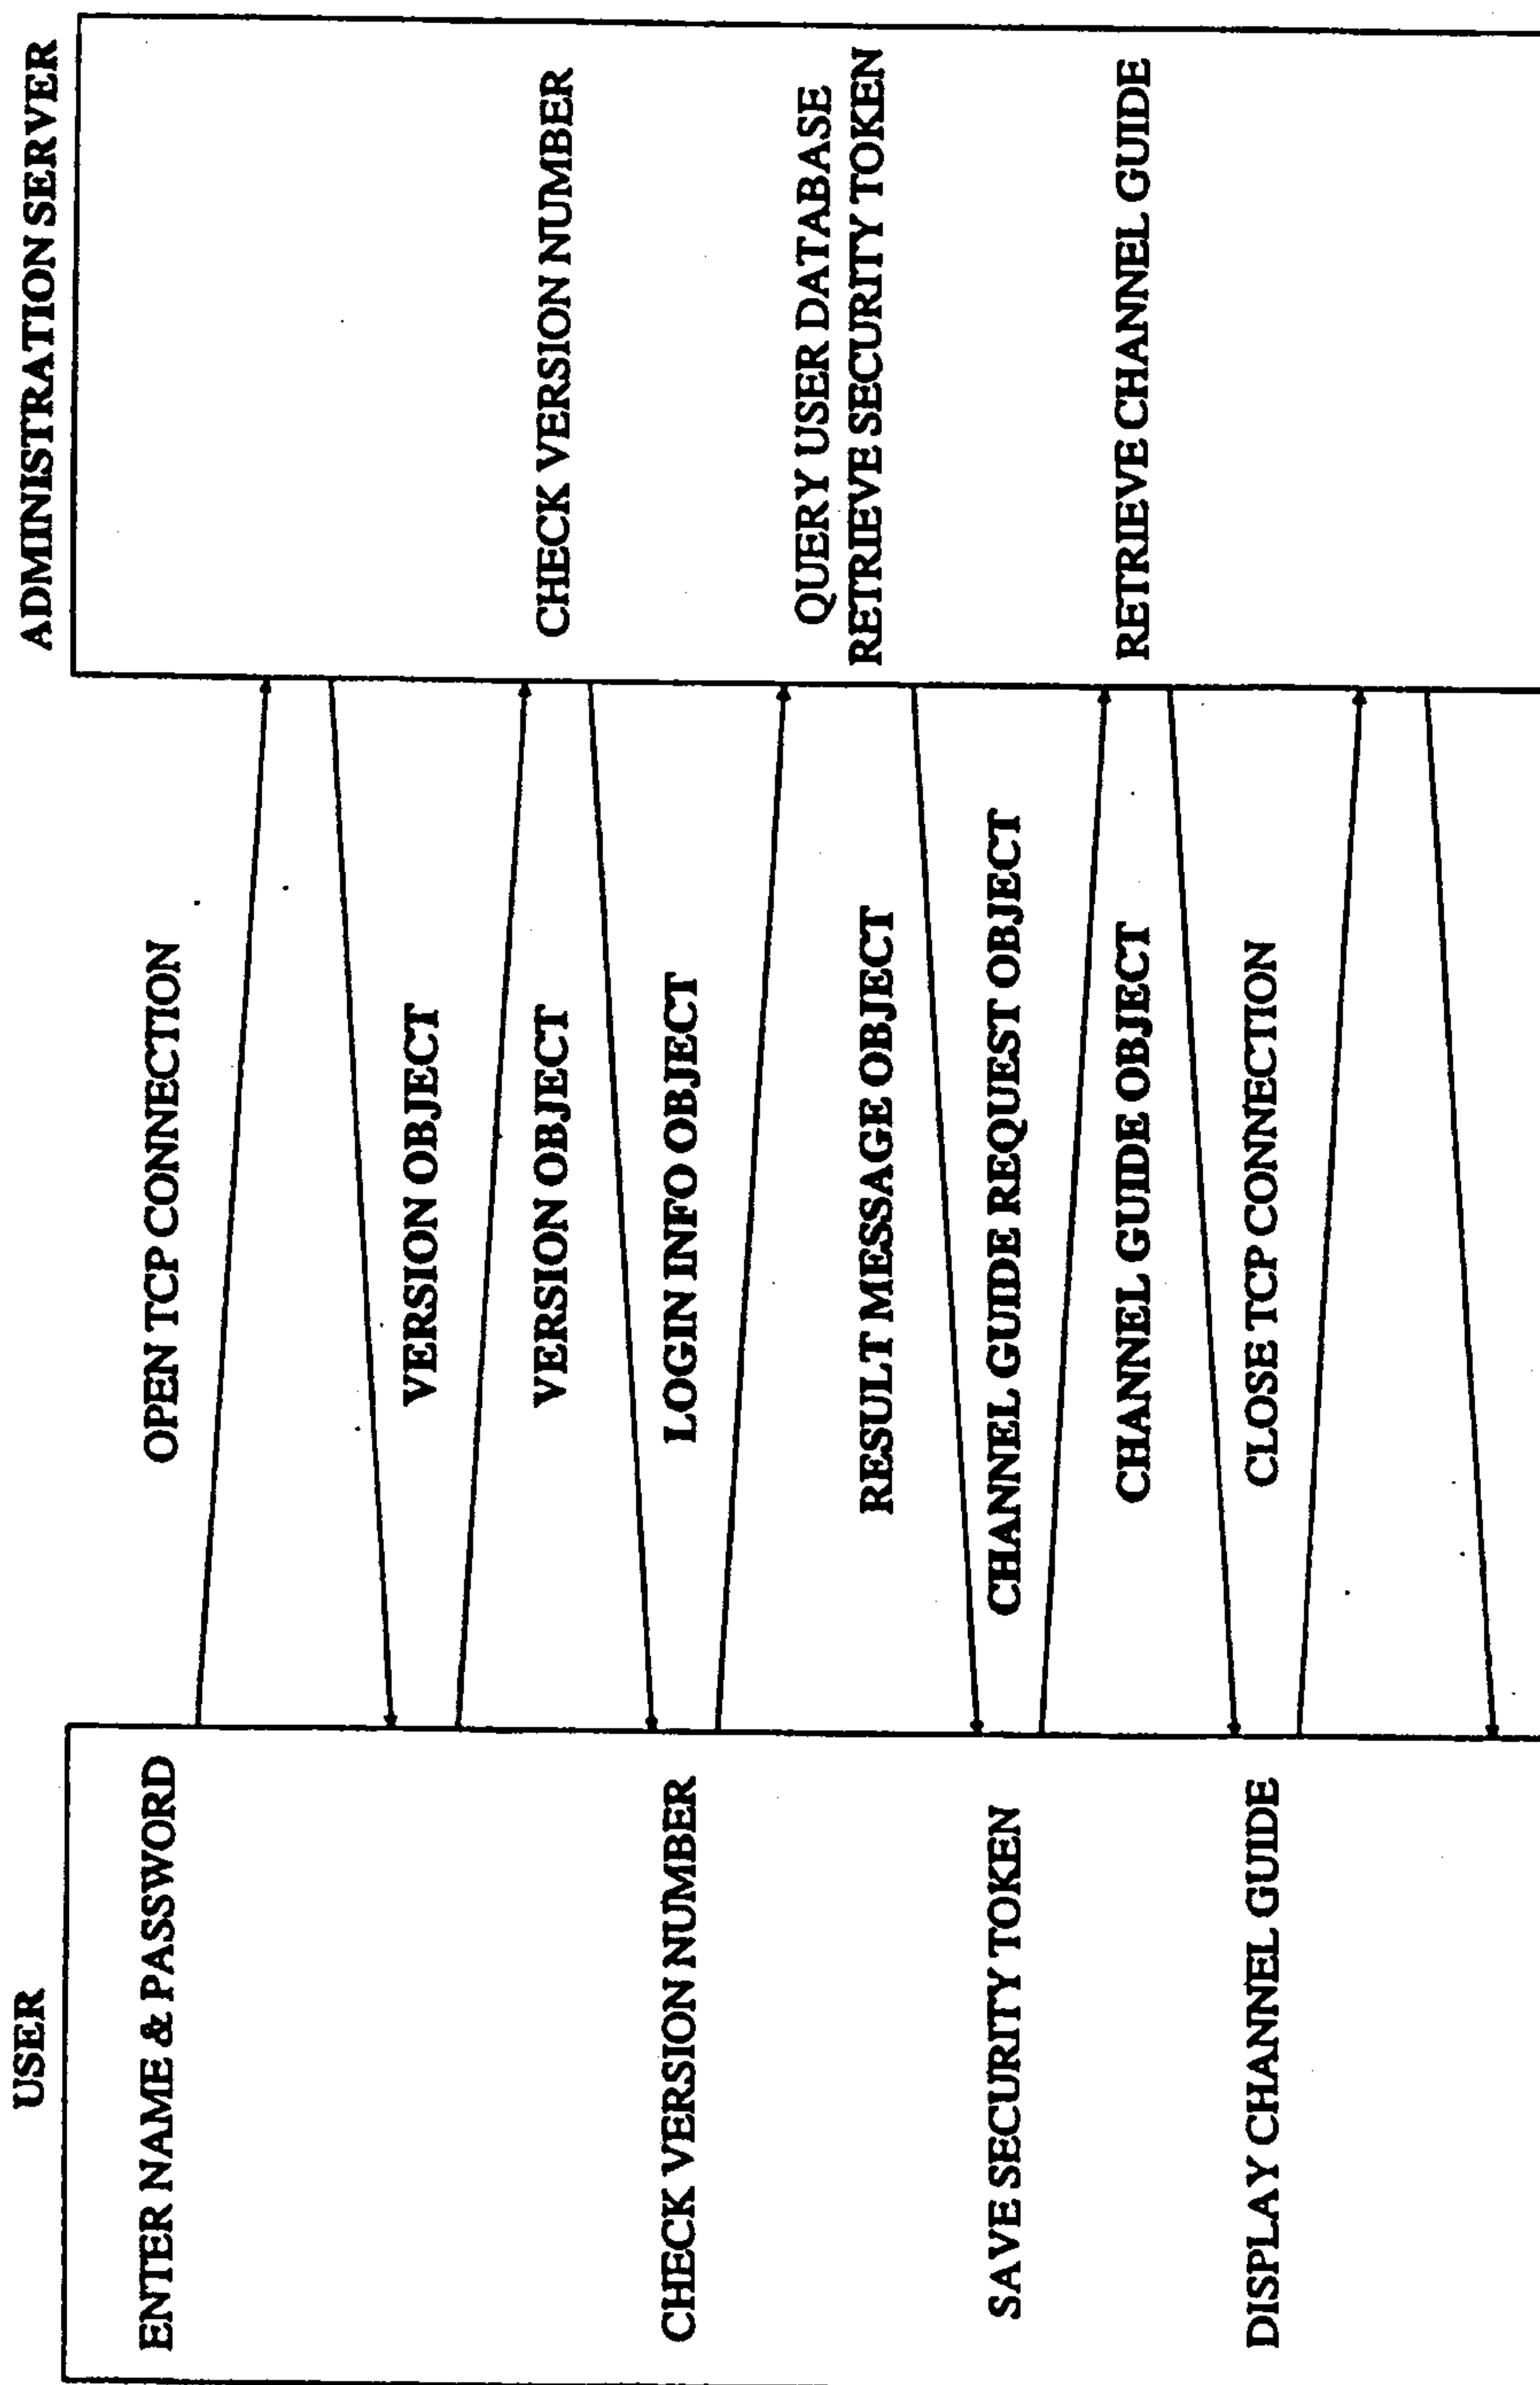 USER
ADMINISTRATION SERVER
ENTER NAME & PASSWORD
OPEN TCP CONNECTION
VERSION OBJECT
VERSION OBJECT
CHECK VERSION NUMBER
CHECK VERSION NUMBER
LOGIN INFO OBJECT
QUERY USER DATABASE
RETRIEVE SECURITY TOKEN
RESULT MESSAGE OBJECT
SAVE SECURITY TOKEN
CHANNEL GUIDE REQUEST OBJECT
CHANNEL GUIDE OBJECT
RETRIEVE CHANNEL GUIDE
DISPLAY CHANNEL GUIDE
CLOSE TCP CONNECTION